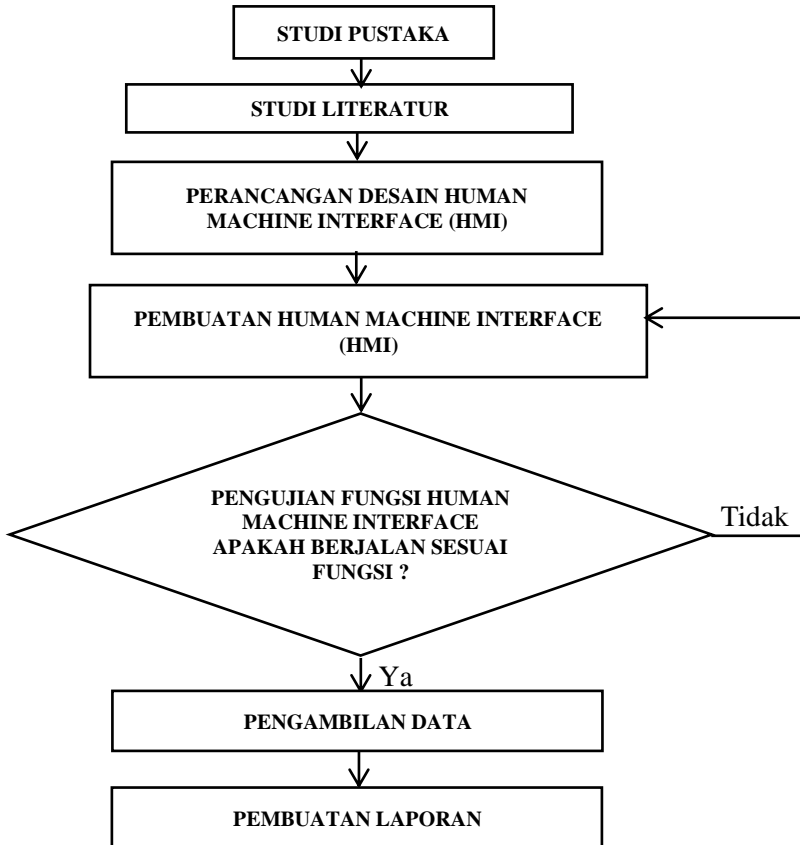 STUDI PUSTAKA
STUDI LITERATUR
PERANCANGAN DESAIN HUMAN
MACHINE INTERFACE (HMI)
PEMBUATAN HUMAN MACHINE INTERFACE
(HMI)
PENGUJIAN FUNGSI HUMAN
MACHINE INTERFACE
APAKAH BERJALAN SESUAI
FUNGSI ?
Tidak
Ya
PENGAMBILAN DATA
PEMBUATAN LAPORAN